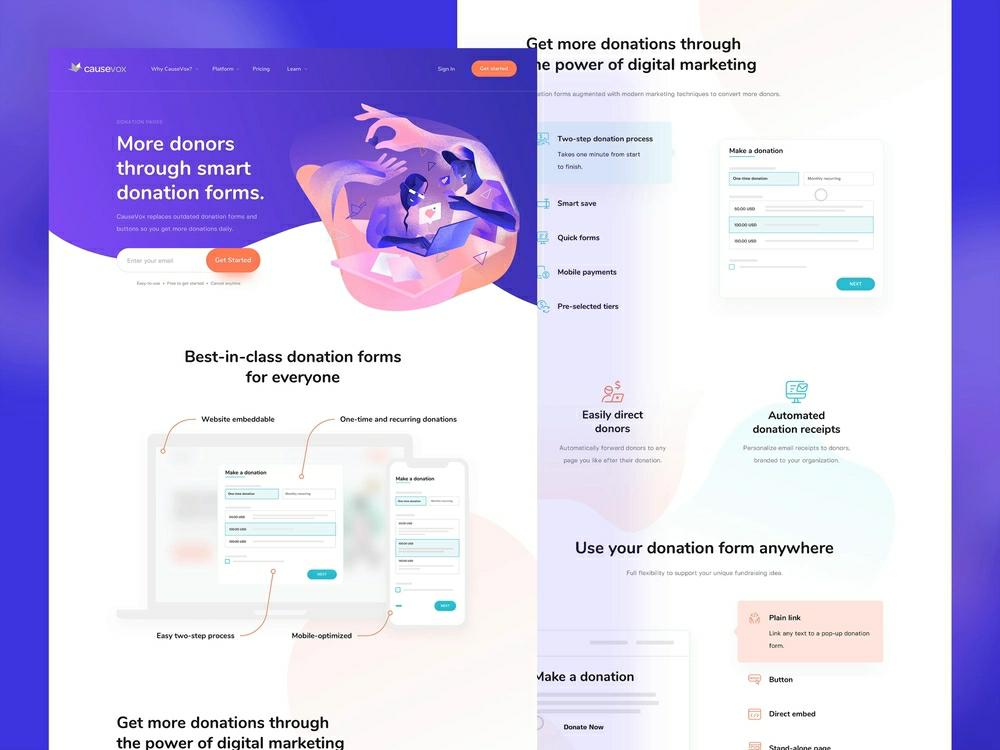 causevox
Why CauseVox?
Platform
Pricing
Learn
Sign In
Get started
DONATION PAGES
More donors
through smart
donation forms.
CauseVox replaces outdated donation forms and
buttons so you get more donations daily.
Enter your email
Get Started
Easy-to-use • Free to get started • Cancel anytime
Best-in-class donation forms
for everyone
Website embeddable
One-time and recurring donations
Make a donation
One time donation
Monthly recurring
50.00 USD
100.00 USD
150.00 USD
NEXT
Make a donation
One time donation
Monthly recurring
50.00 USD
100.00 USD
150.00 USD
NEXT
Easy two-step process
Mobile-optimized
Get more donations through
the power of digital marketing
Get more donations through
he power of digital marketing
ation forms augmented with modern marketing techniques to convert more donors.
Two-step donation process
Takes one minute from start
to finish.
Smart save
Quick forms
Mobile payments
Pre-selected tiers
Make a donation
One time donation
Monthly recurring
50.00 USD
100.00 USD
150.00 USD
NEXT
Easily direct
donors
Automatically forward donors to any
page you like after their donation.
Automated
donation receipts
Personalize email receipts to donors,
branded to your organization.
Use your donation form anywhere
Full flexibility to support your unique fundraising idea.
Make a donation
Donate Now
Plain link
Link any text to a pop-up donation
form.
Button
Direct embed
Stand-alone page